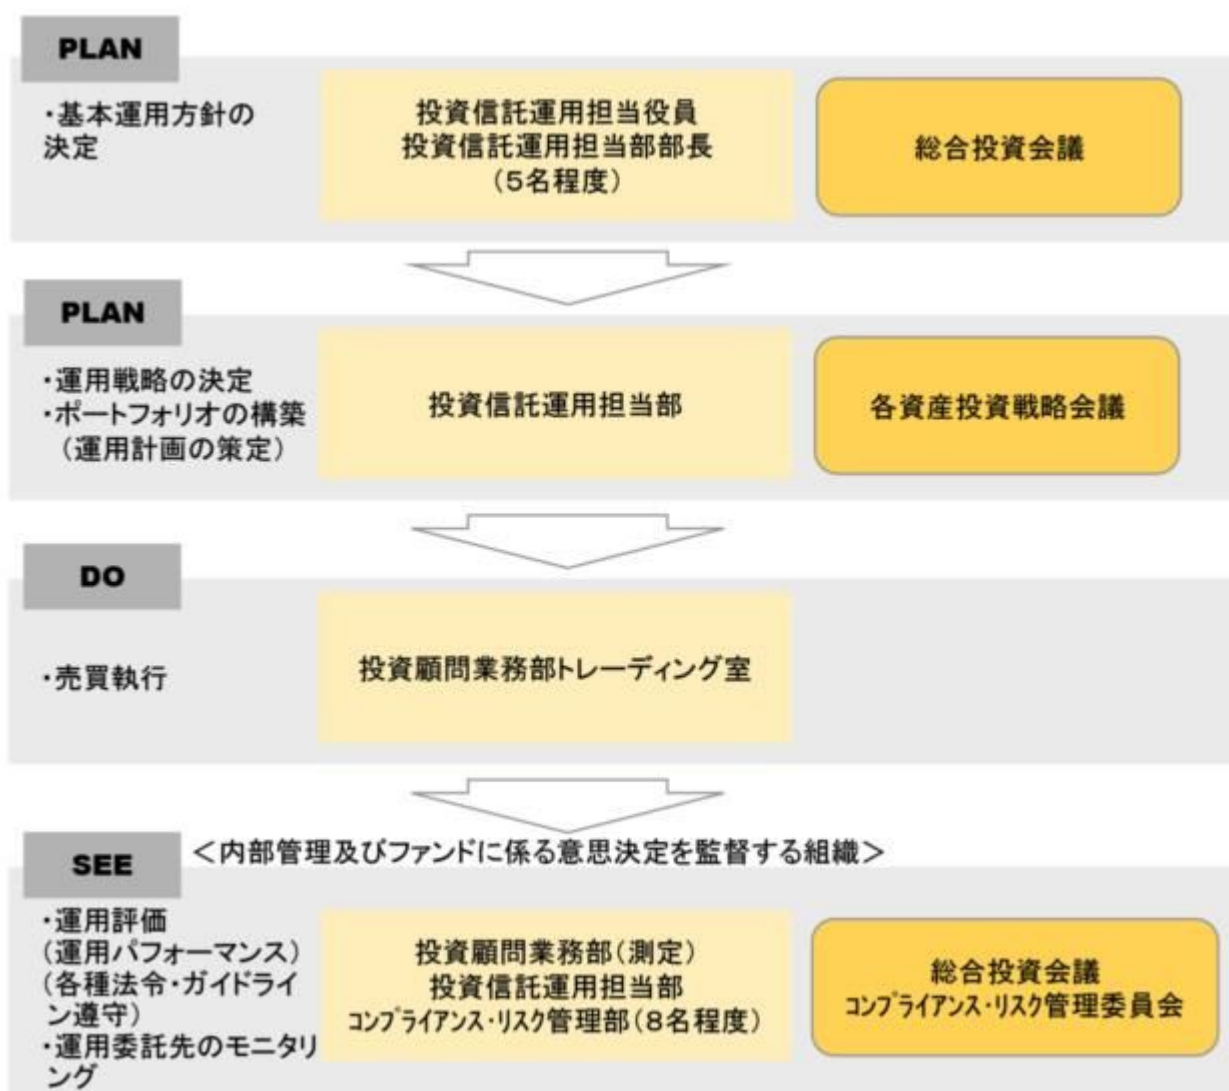 PLAN
・基本運用方針の
決定
投資信託運用担当役員
投資信託運用担当部部長
（５名程度）
総合投資会議
PLAN
・運用戦略の決定
・ポートフォリオの構築
（運用計画の策定）
投資信託運用担当部
各資産投資戦略会議
DO
・売買執行
投資顧問業務部トレーディング室
SEE
＜内部管理及びファンドに係る意思決定を監督する組織＞
・運用評価
（運用パフォーマンス）
（各種法令・ガイドライ
ン遵守）
・運用委託先のモニタリ
ング
投資顧問業務部（測定）
投資信託運用担当部
ｺﾝﾌﾟﾗｲｱﾝｽ・ﾘｽｸ管理部（８名程度）
総合投資会議
ｺﾝﾌﾟﾗｲｱﾝｽ・ﾘｽｸ管理委員会